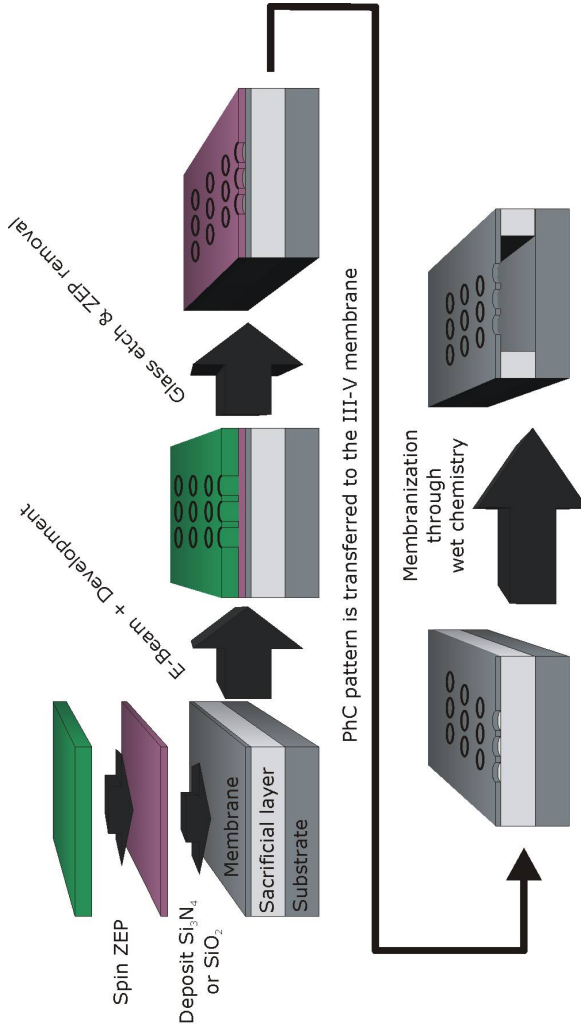 Spin ZEP
Deposit Si₃N₄
or SiO₂
Membrane
Sacrificial layer
Substrate
E-Beam + Development
Glass etch & ZEP removal
PhC pattern is transferred to the III-V membrane
Membranization
through
wet chemistry